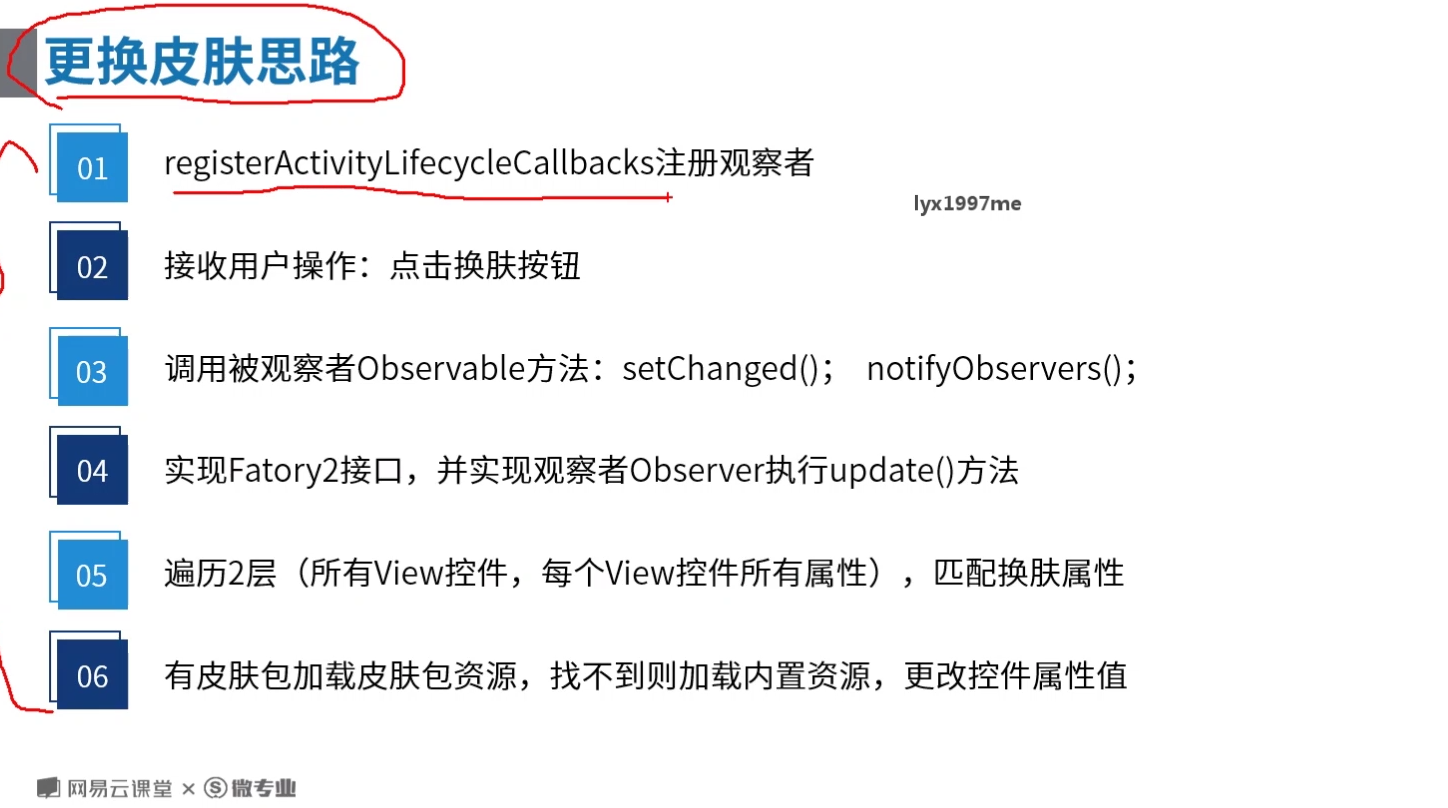 更换皮肤思路
01
registerActivityLifecycleCallbacks注册观察者
lyx1997me
02
接收用户操作：点击换肤按钮
03
调用被观察者Observable方法：setChanged()； notifyObservers()；
04
实现Fatory2接口，并实现观察者Observer执行update()方法
05
遍历2层（所有View控件，每个View控件所有属性），匹配换肤属性
06
有皮肤包加载皮肤包资源，找不到则加载内置资源，更改控件属性值
网易云课堂 × S 微专业